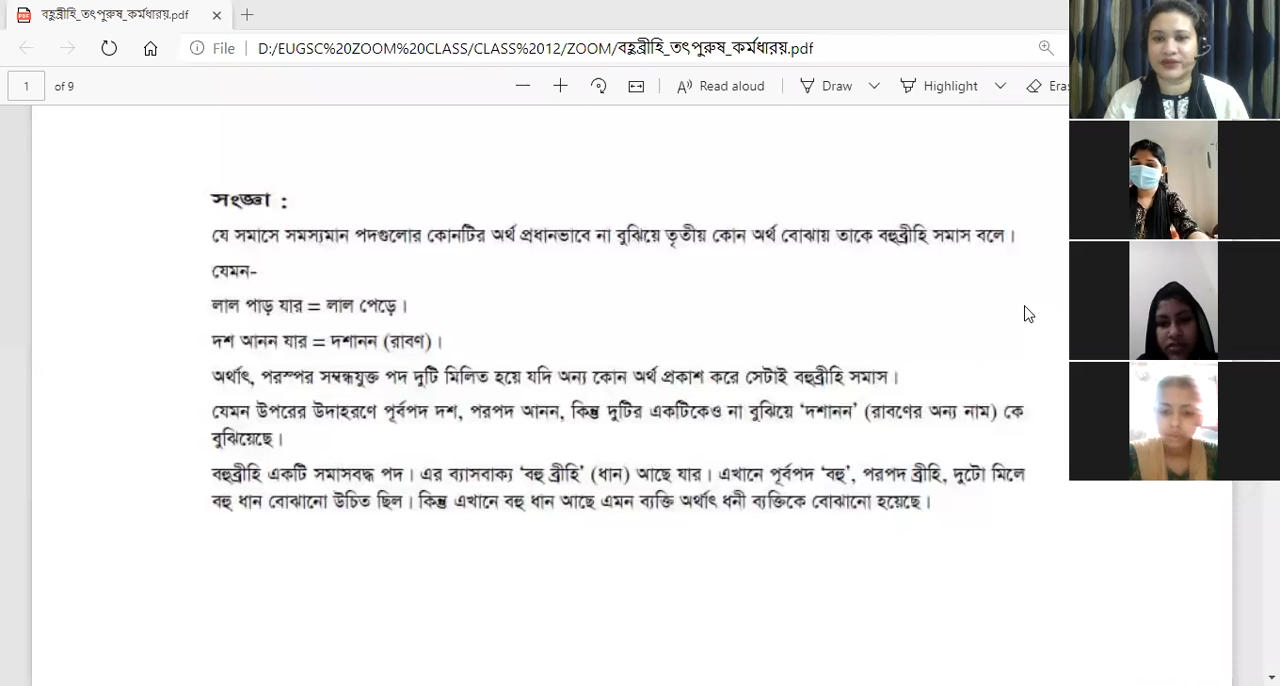 বহুব্রীহি_তৎপুরুষ_কর্মধারয়.pdf
File D:/EUGSC%20ZOOM%20CLASS/CLASS%2012/ZOOM/বহুব্রীহি_তৎপুরুষ_কর্মধারয়.pdf
1 of 9 Read aloud Draw Highlight Eras
সংজ্ঞা :
যে সমাসে সমস্যমান পদগুলোর কোনটির অর্থ প্রধানভাবে না বুঝিয়ে তৃতীয় কোন অর্থ বোঝায় তাকে বহুব্রীহি সমাস বলে।
যেমন-
লাল পাড় যার = লাল পেড়ে।
দশ আনন যার = দশানন (রাবণ)।
অর্থাৎ, পরস্পর সম্বন্ধযুক্ত পদ দুটি মিলিত হয়ে যদি অন্য কোন অর্থ প্রকাশ করে সেটাই বহুব্রীহি সমাস।
যেমন উপরের উদাহরণে পূর্বপদ দশ, পরপদ আনন, কিন্তু দুটির একটিকেও না বুঝিয়ে ‘দশানন’ (রাবণের অন্য নাম) কে
বুঝিয়েছে।
বহুব্রীহি একটি সমাসবদ্ধ পদ। এর ব্যাসবাক্য ‘বহু ব্রীহি’ (ধান) আছে যার। এখানে পূর্বপদ ‘বহু’, পরপদ ব্রীহি, দুটো মিলে
বহু ধান বোঝানো উচিত ছিল। কিন্তু এখানে বহু ধান আছে এমন ব্যক্তি অর্থাৎ ধনী ব্যক্তিকে বোঝানো হয়েছে।